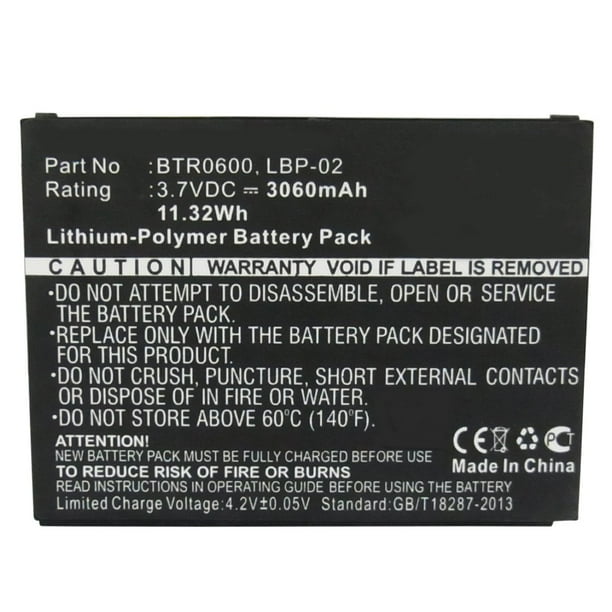 Part No : BTR0600, LBP-02
Rating : 3.7VDC ⎓ 3060mAh
11.32Wh
Lithium-Polymer Battery Pack
CAUTION WARRANTY VOID IF LABEL IS REMOVED
•DO NOT ATTEMPT TO DISASSEMBLE, OPEN OR SERVICE
THE BATTERY PACK.
•REPLACE ONLY WITH THE BATTERY PACK DESIGNATED
FOR THIS PRODUCT.
•DO NOT CRUSH, PUNCTURE, SHORT EXTERNAL CONTACTS
OR DISPOSE OF IN FIRE OR WATER.
•DO NOT STORE ABOVE 60°C (140°F).
ATTENTION!
NEW BATTERY PACK MUST BE FULLY CHARGED BEFORE USE
TO REDUCE RISK OF FIRE OR BURNS
READ INSTRUCTIONS IN OPERATING GUIDE BEFORE USING BATTERY
Limited Charge Voltage:4.2V±0.05V Standard:GB/T18287-2013
CE PCT
MADE IN CHINA